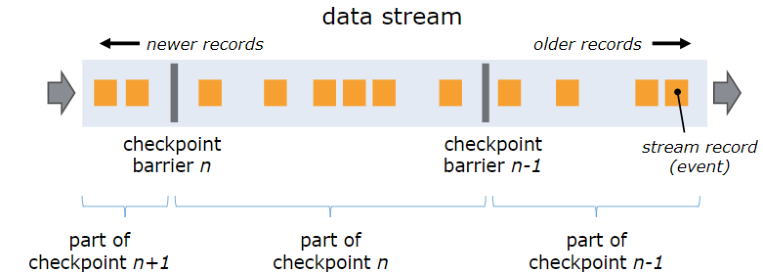 data stream
newer records
older records
checkpoint
barrier n
checkpoint
barrier n-1
stream record
(event)
part of
checkpoint n+1
part of
checkpoint n
part of
checkpoint n-1